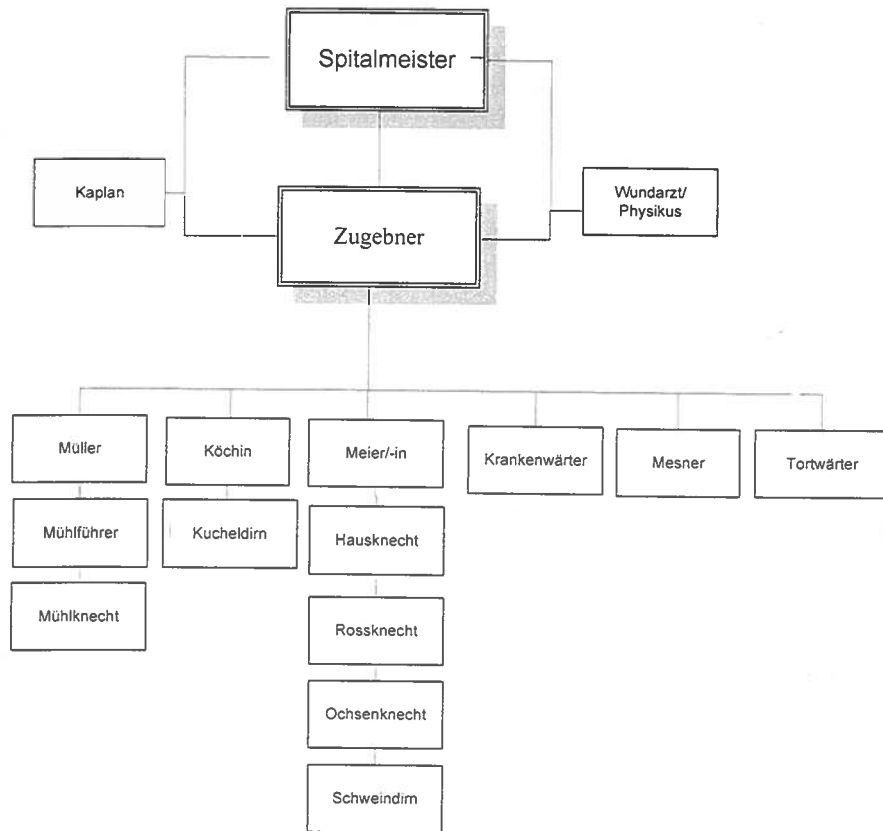 Spitalmeister
Kaplan
Wundarzt/
Physikus
Zugebner
Müller
Köchin
Meier/-in
Krankenwärter
Mesner
Tortwärter
Mühlführer
Kucheldirn
Hausknecht
Mühlknecht
Rossknecht
Ochsenknecht
Schweindirn